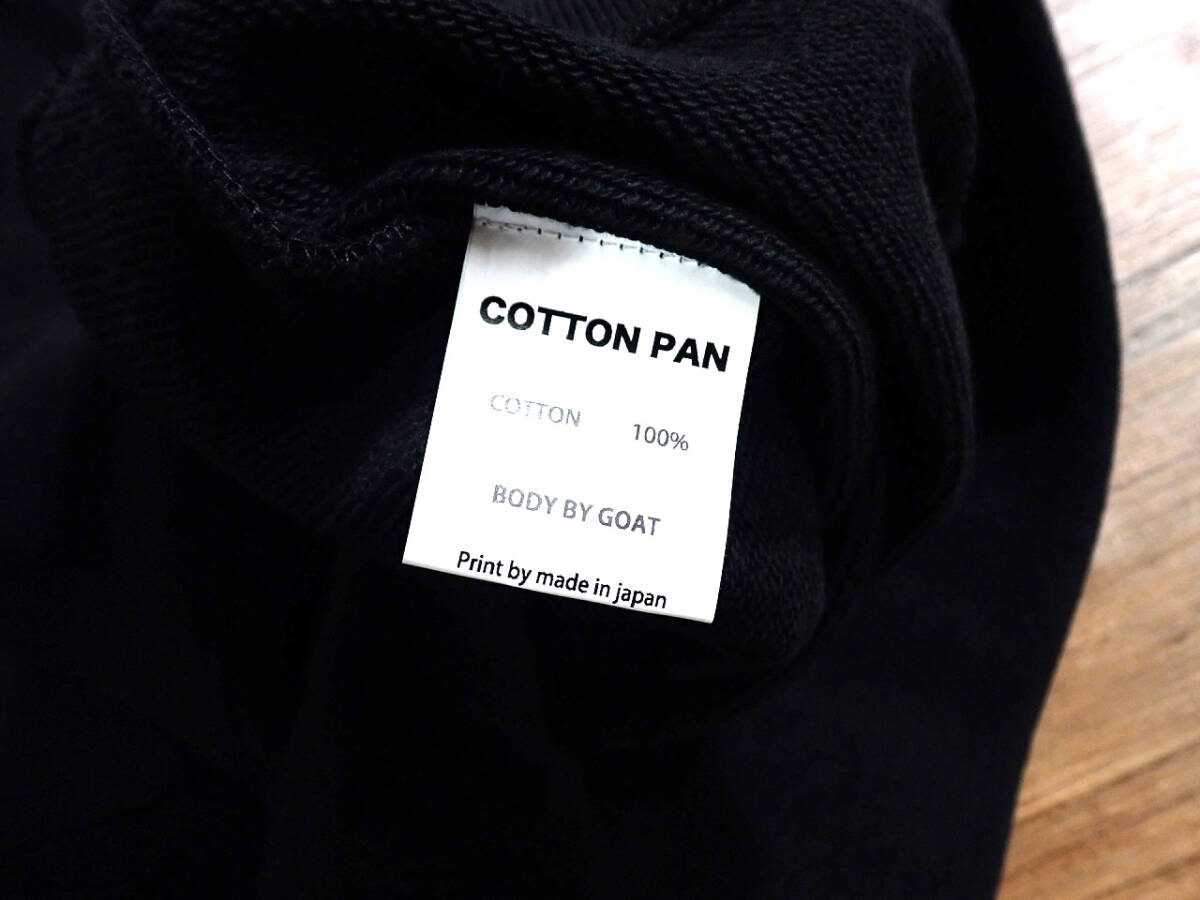 COTTON PAN
COTTON 100%
BODY BY GOAT
Print by made in japan